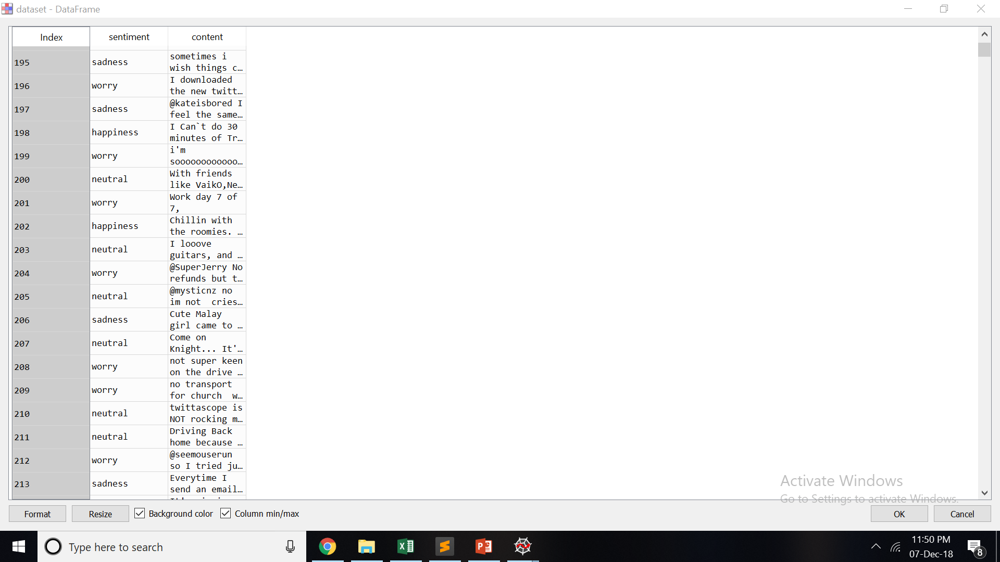 dataset - DataFrame
Index sentiment content
195 sadness sometimes i
wish things c…
196 worry I downloaded
the new twitt…
197 sadness @kateisbored I
feel the same…
198 happiness I Can`t do 30
minutes of Tr…
199 worry i'm
soooooooooooo…
200 neutral With friends
like VaikO,Ne…
201 worry Work day 7 of
7,
202 happiness Chillin with
the roomies. …
203 neutral I looove
guitars, and …
204 worry @SuperJerry No
refunds but t…
205 neutral @mysticnz no
im not  cries…
206 sadness Cute Malay
girl came to …
207 neutral Come on
Knight... It'…
208 worry not super keen
on the drive …
209 worry no transport
for church  w…
210 neutral twittascope is
NOT rocking m…
211 neutral Driving Back
home because …
212 worry @seemouserun
so I tried ju…
213 sadness Everytime I
send an email…
Activate Windows
Go to Settings to activate Windows.
Format Resize Background color Column min/max OK Cancel
Type here to search
11:50 PM
07-Dec-18
8